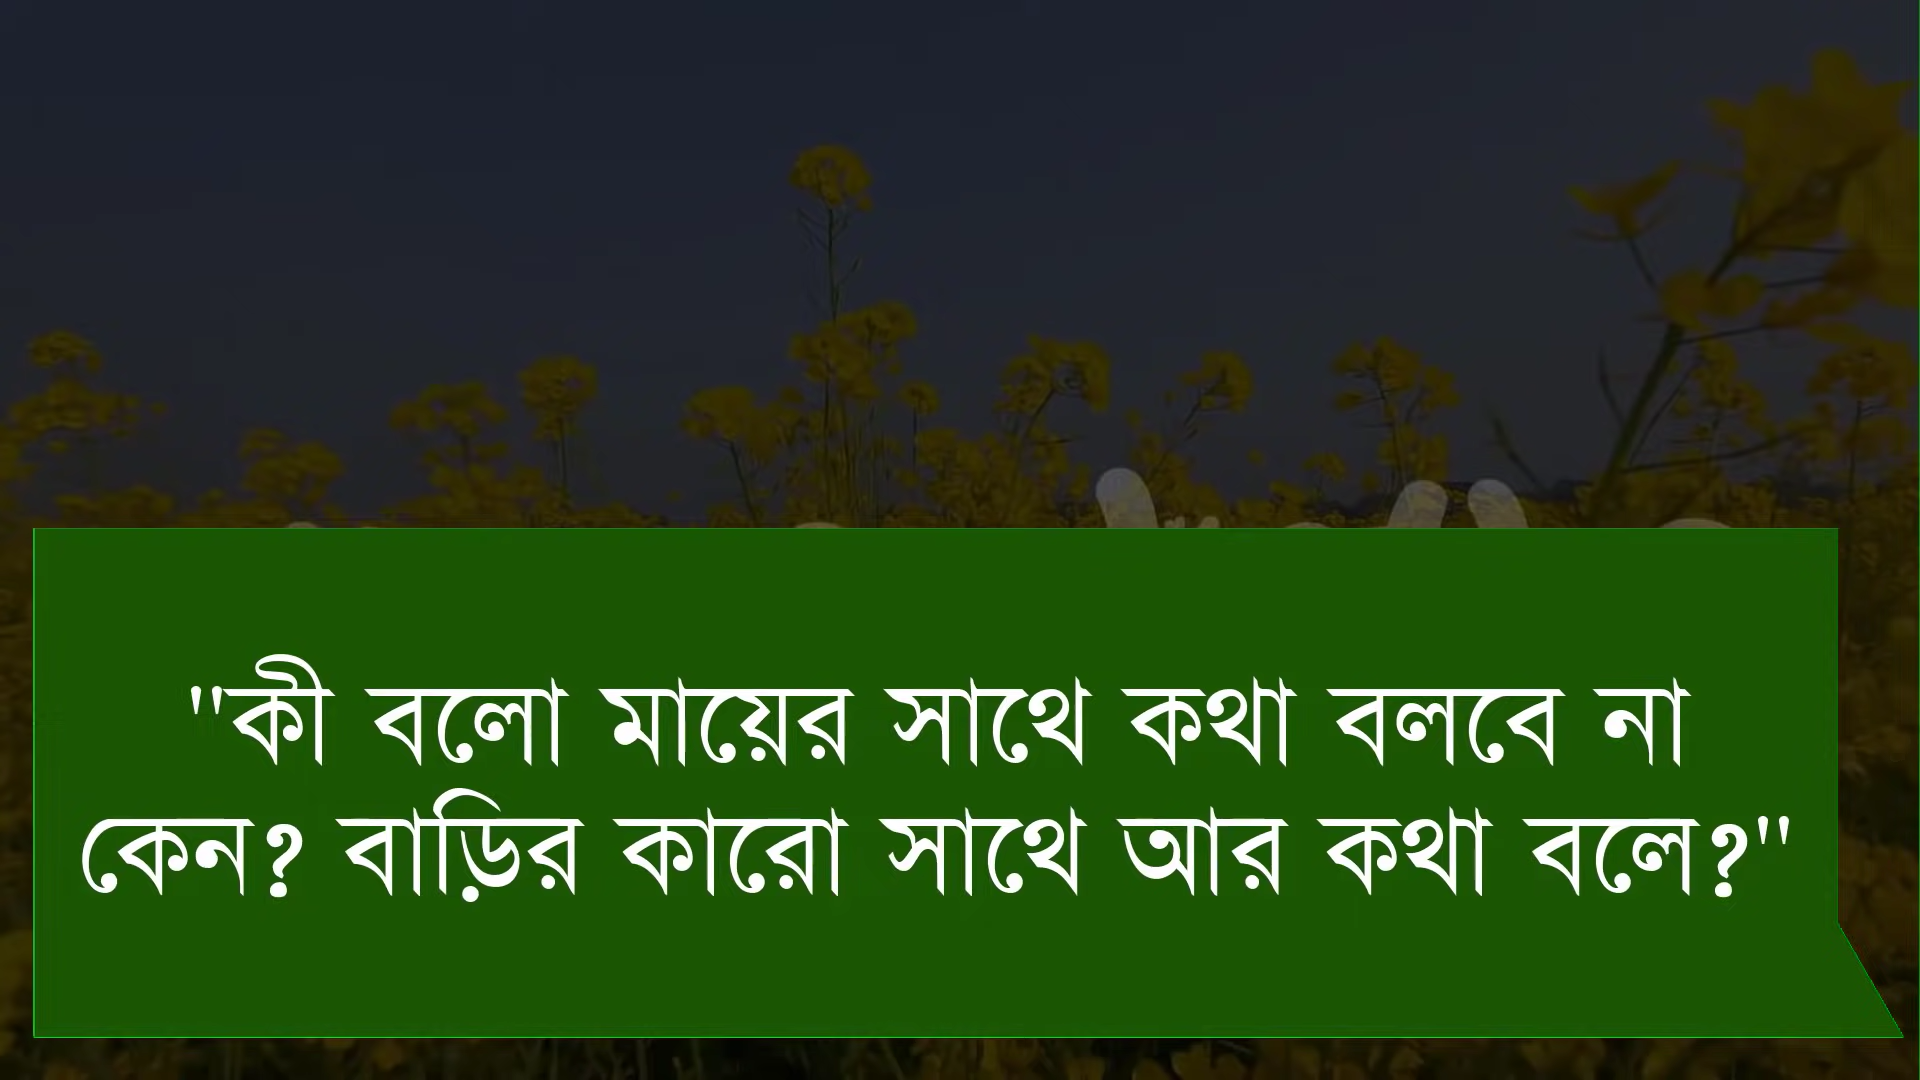 "কী বলো মায়ের সাথে কথা বলবে না
কেন? বাড়ির কারো সাথে আর কথা বলে?"